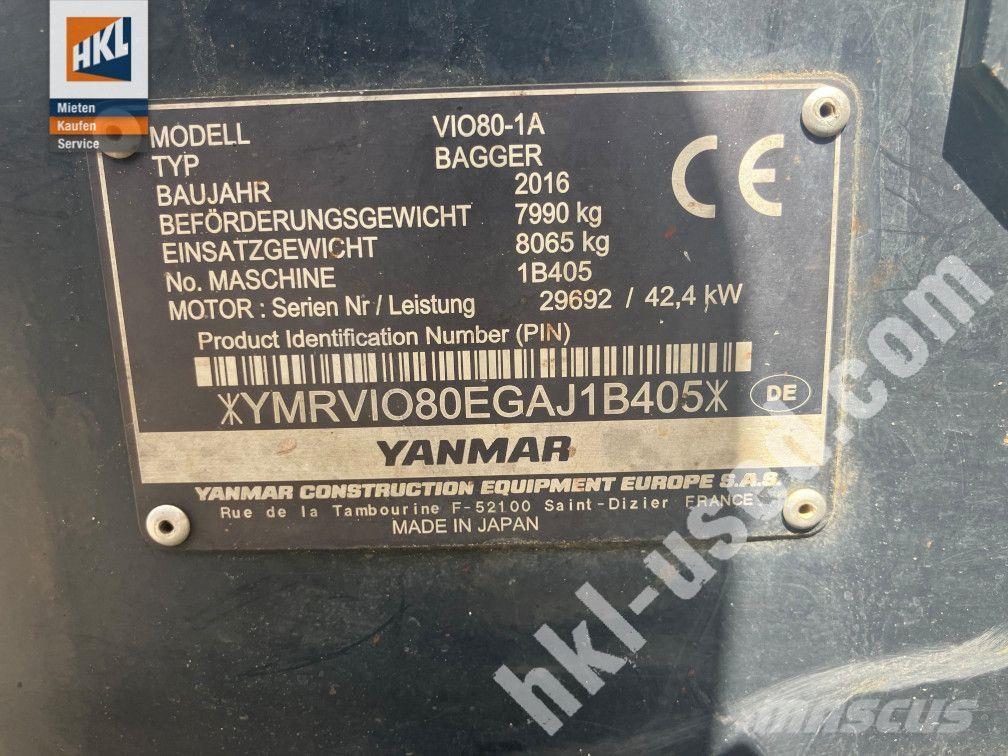 HKL
Mieten
Kaufen
Service
MODELL VIO80-1A
TYP BAGGER
BAUJAHR 2016
BEFÖRDERUNGSGEWICHT 7990 kg
EINSATZGEWICHT 8065 kg
No. MASCHINE 1B405
MOTOR : Serien Nr / Leistung 29692 / 42,4 kW
Product Identification Number (PIN)
YMRVIO80EGAJ1B405
DE
CE
YANMAR
YANMAR CONSTRUCTION EQUIPMENT EUROPE S.A.S.
Rue de la Tambourine F-52100 Saint-Dizier FRANCE
MADE IN JAPAN
hkl-used.com
MASCUS